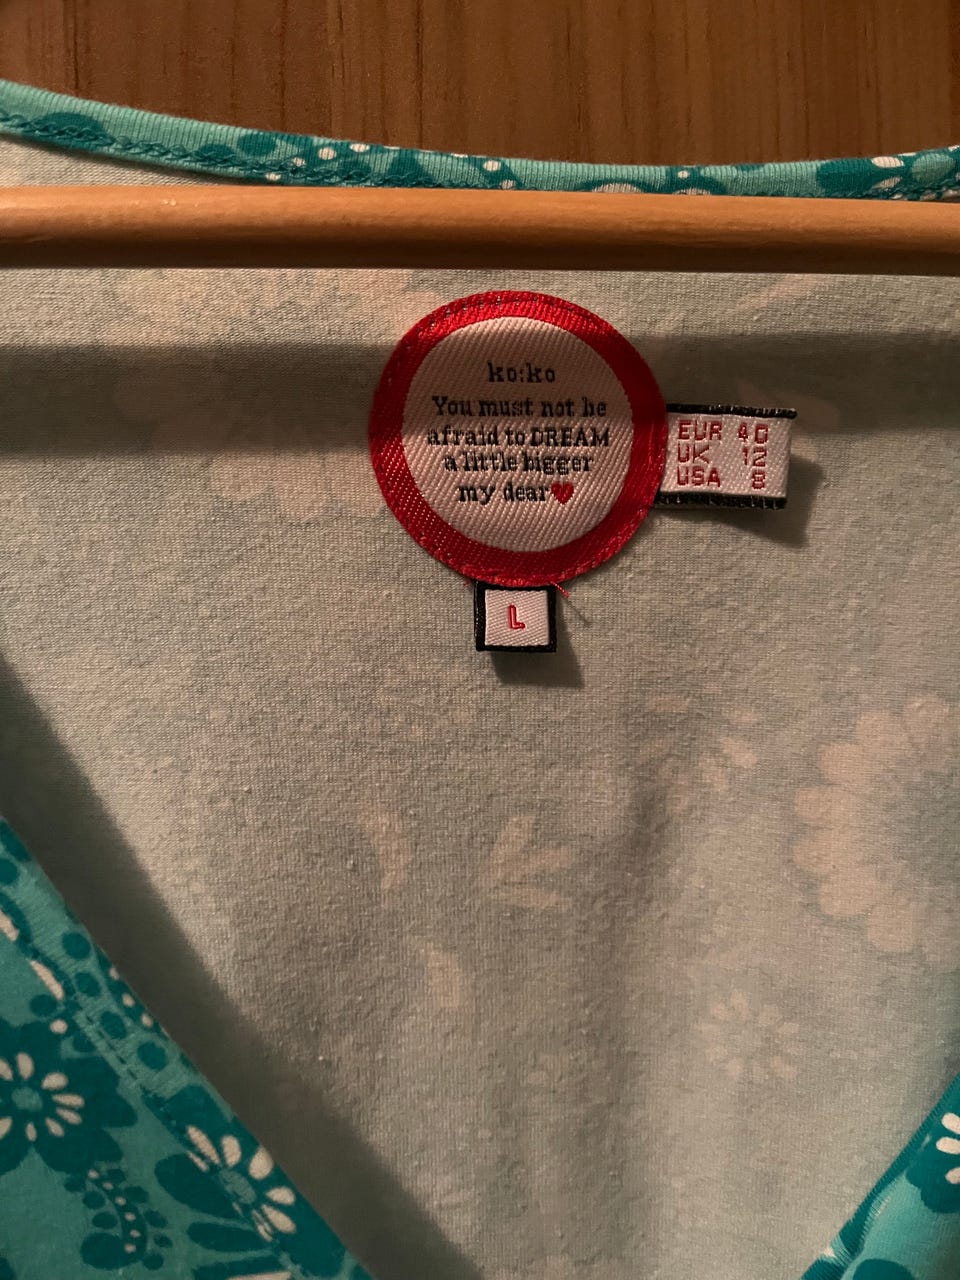 ko:ko
You must not be
afraid to DREAM
a little bigger
my dear♥
EUR 40
UK 12
USA 8
L